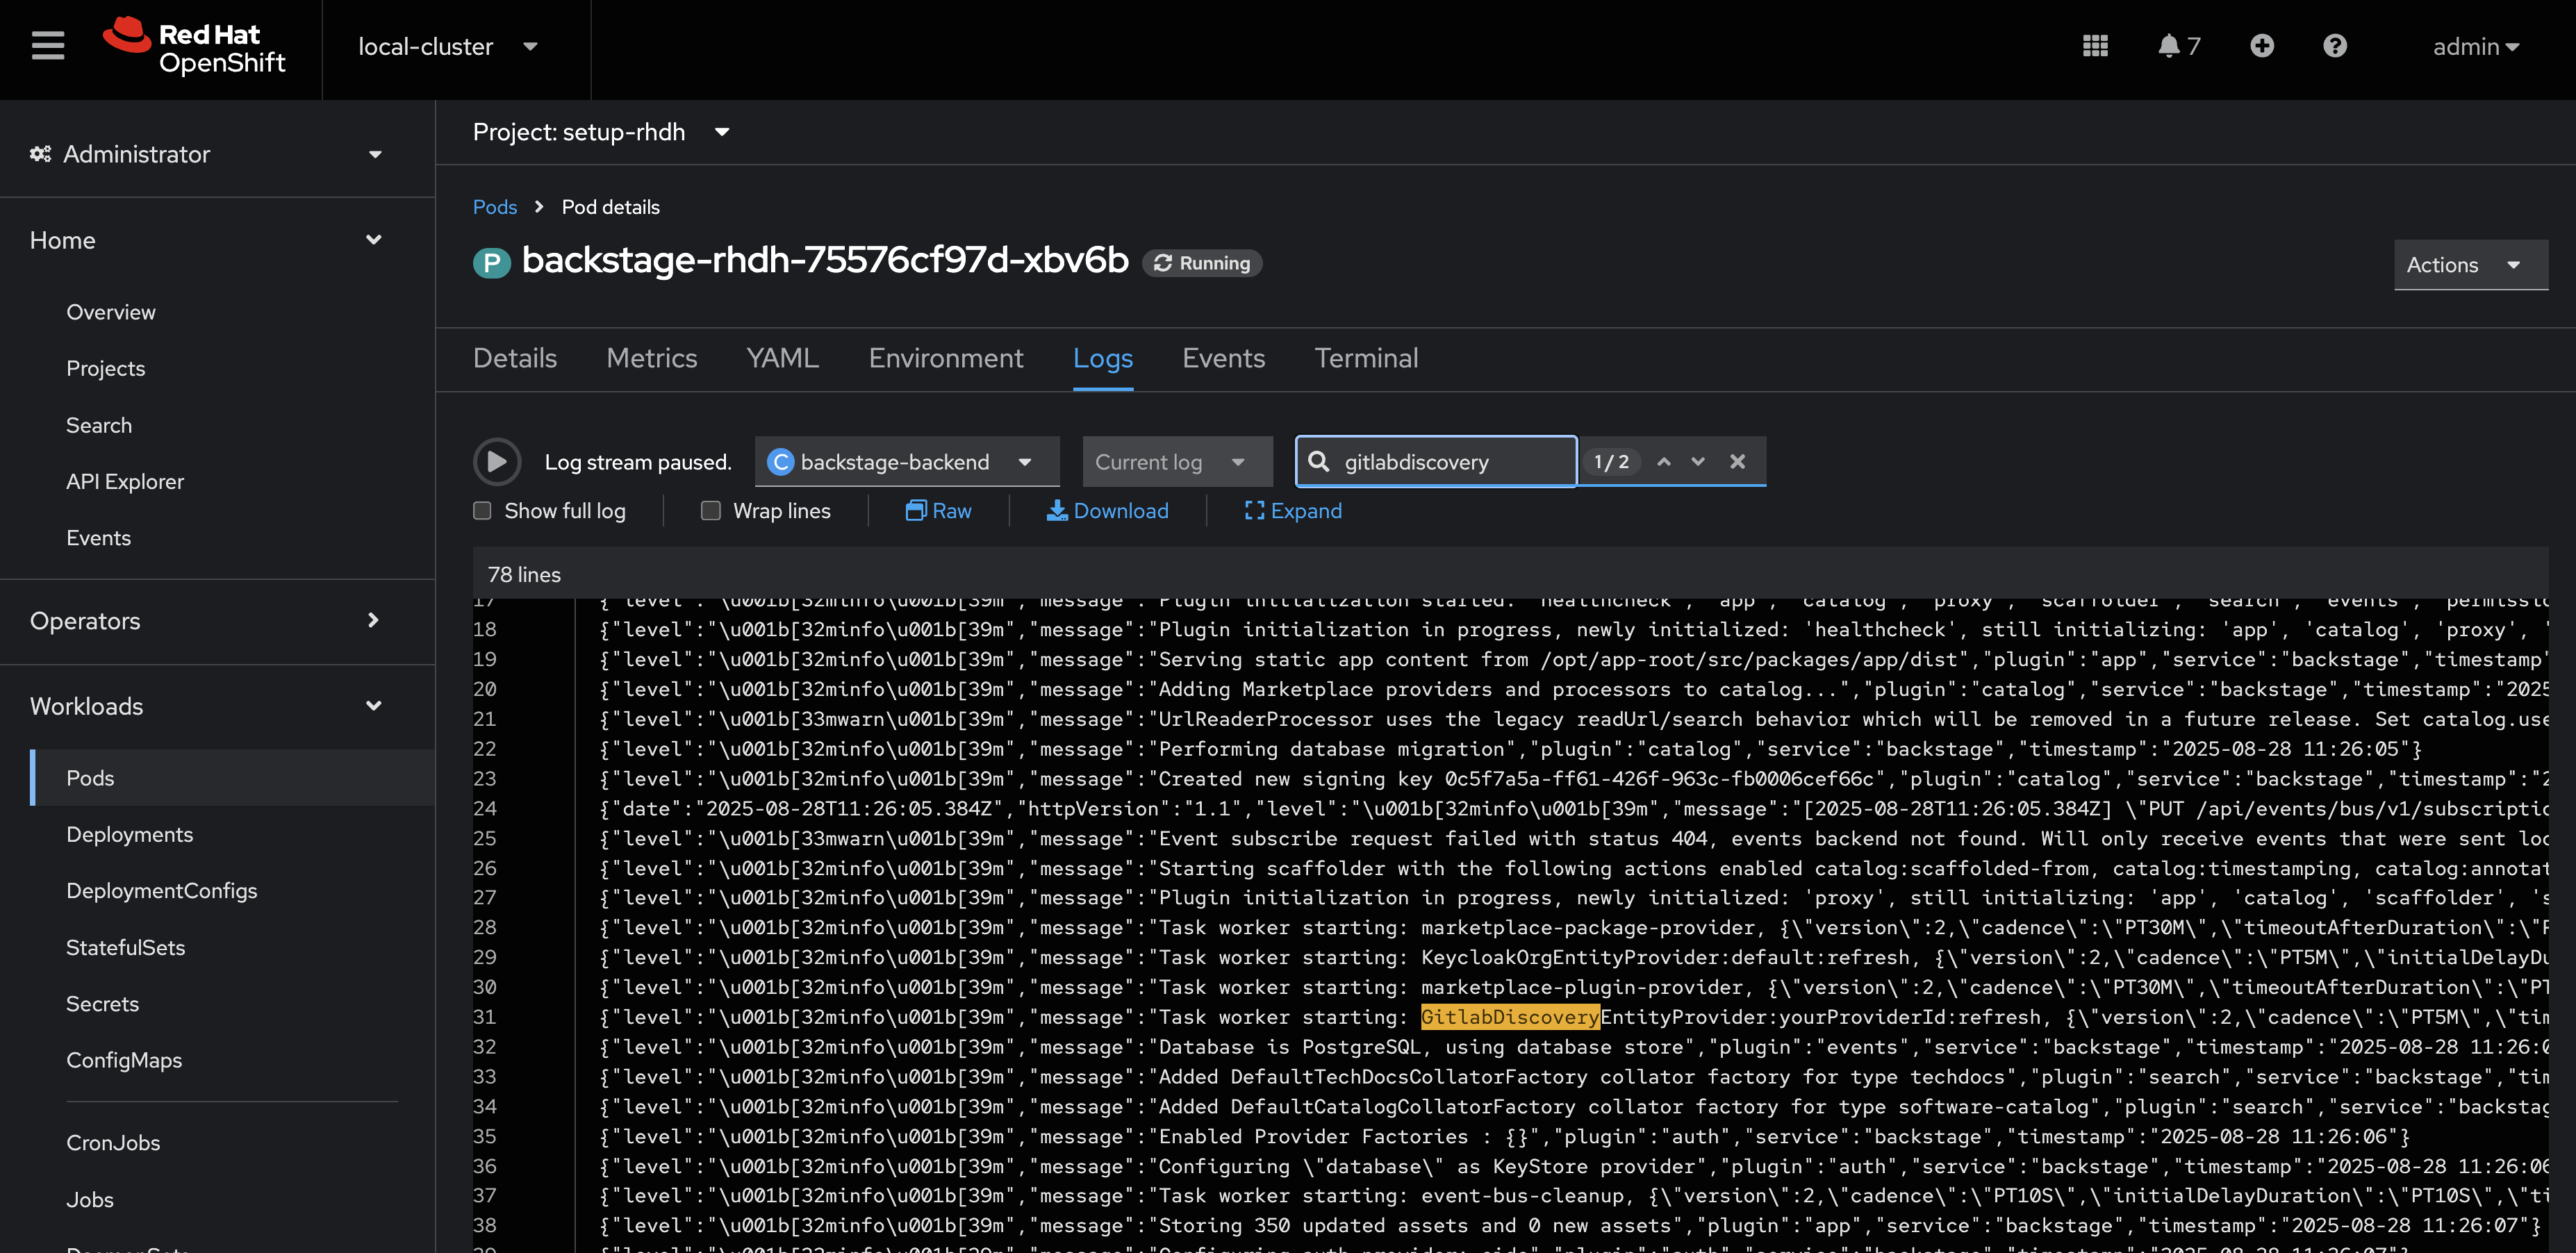 Red Hat
OpenShift
local-cluster
7
admin
Administrator
Home
Overview
Projects
Search
API Explorer
Events
Operators
Workloads
Pods
Deployments
DeploymentConfigs
StatefulSets
Secrets
ConfigMaps
CronJobs
Jobs
Project: setup-rhdh
Pods > Pod details
P backstage-rhdh-75576cf97d-xbv6b Running
Actions
Details Metrics YAML Environment Logs Events Terminal
Log stream paused. C backstage-backend Current log gitlabdiscovery 1 / 2
Show full log Wrap lines Raw Download Expand
78 lines
17 {"level":"\u001b[32minfo\u001b[39m","message":"Plugin initialization started: 'healthcheck', 'app', 'catalog', 'proxy', 'scaffolder', 'search', 'events',
18 {"level":"\u001b[32minfo\u001b[39m","message":"Plugin initialization in progress, newly initialized: 'healthcheck', still initializing: 'app', 'catalog', 'proxy', '
19 {"level":"\u001b[32minfo\u001b[39m","message":"Serving static app content from /opt/app-root/src/packages/app/dist","plugin":"app","service":"backstage","timestamp"
20 {"level":"\u001b[32minfo\u001b[39m","message":"Adding Marketplace providers and processors to catalog...","plugin":"catalog","service":"backstage","timestamp":"2025
21 {"level":"\u001b[33mwarn\u001b[39m","message":"UrlReaderProcessor uses the legacy readUrl/search behavior which will be removed in a future release. Set catalog.use
22 {"level":"\u001b[32minfo\u001b[39m","message":"Performing database migration","plugin":"catalog","service":"backstage","timestamp":"2025-08-28 11:26:05"}
23 {"level":"\u001b[32minfo\u001b[39m","message":"Created new signing key 0c5f7a5a-ff61-426f-963c-fb0006cef66c","plugin":"catalog","service":"backstage","timestamp":"2
24 {"date":"2025-08-28T11:26:05.384Z","httpVersion":"1.1","level":"\u001b[32minfo\u001b[39m","message":"[2025-08-28T11:26:05.384Z] \"PUT /api/events/bus/v1/subscriptio
25 {"level":"\u001b[33mwarn\u001b[39m","message":"Event subscribe request failed with status 404, events backend not found. Will only receive events that were sent loc
26 {"level":"\u001b[32minfo\u001b[39m","message":"Starting scaffolder with the following actions enabled catalog:scaffolded-from, catalog:timestamping, catalog:annotat
27 {"level":"\u001b[32minfo\u001b[39m","message":"Plugin initialization in progress, newly initialized: 'proxy', still initializing: 'app', 'catalog', 'scaffolder', 's
28 {"level":"\u001b[32minfo\u001b[39m","message":"Task worker starting: marketplace-package-provider, {\"version\":2,\"cadence\":\"PT30M\",\"timeoutAfterDuration\":\"P
29 {"level":"\u001b[32minfo\u001b[39m","message":"Task worker starting: KeycloakOrgEntityProvider:default:refresh, {\"version\":2,\"cadence\":\"PT5M\",\"initialDelayDu
30 {"level":"\u001b[32minfo\u001b[39m","message":"Task worker starting: marketplace-plugin-provider, {\"version\":2,\"cadence\":\"PT30M\",\"timeoutAfterDuration\":\"PT
31 {"level":"\u001b[32minfo\u001b[39m","message":"Task worker starting: GitlabDiscoveryEntityProvider:yourProviderId:refresh, {\"version\":2,\"cadence\":\"PT5M\",\"tim
32 {"level":"\u001b[32minfo\u001b[39m","message":"Database is PostgreSQL, using database store","plugin":"events","service":"backstage","timestamp":"2025-08-28 11:26:0
33 {"level":"\u001b[32minfo\u001b[39m","message":"Added DefaultTechDocsCollatorFactory collator factory for type techdocs","plugin":"search","service":"backstage","tim
34 {"level":"\u001b[32minfo\u001b[39m","message":"Added DefaultCatalogCollatorFactory collator factory for type software-catalog","plugin":"search","service":"backstag
35 {"level":"\u001b[32minfo\u001b[39m","message":"Enabled Provider Factories : {}","plugin":"auth","service":"backstage","timestamp":"2025-08-28 11:26:06"}
36 {"level":"\u001b[32minfo\u001b[39m","message":"Configuring \"database\" as KeyStore provider","plugin":"auth","service":"backstage","timestamp":"2025-08-28 11:26:06
37 {"level":"\u001b[32minfo\u001b[39m","message":"Task worker starting: event-bus-cleanup, {\"version\":2,\"cadence\":\"PT10S\",\"initialDelayDuration\":\"PT10S\",\"ti
38 {"level":"\u001b[32minfo\u001b[39m","message":"Storing 350 updated assets and 0 new assets","plugin":"app","service":"backstage","timestamp":"2025-08-28 11:26:07"}